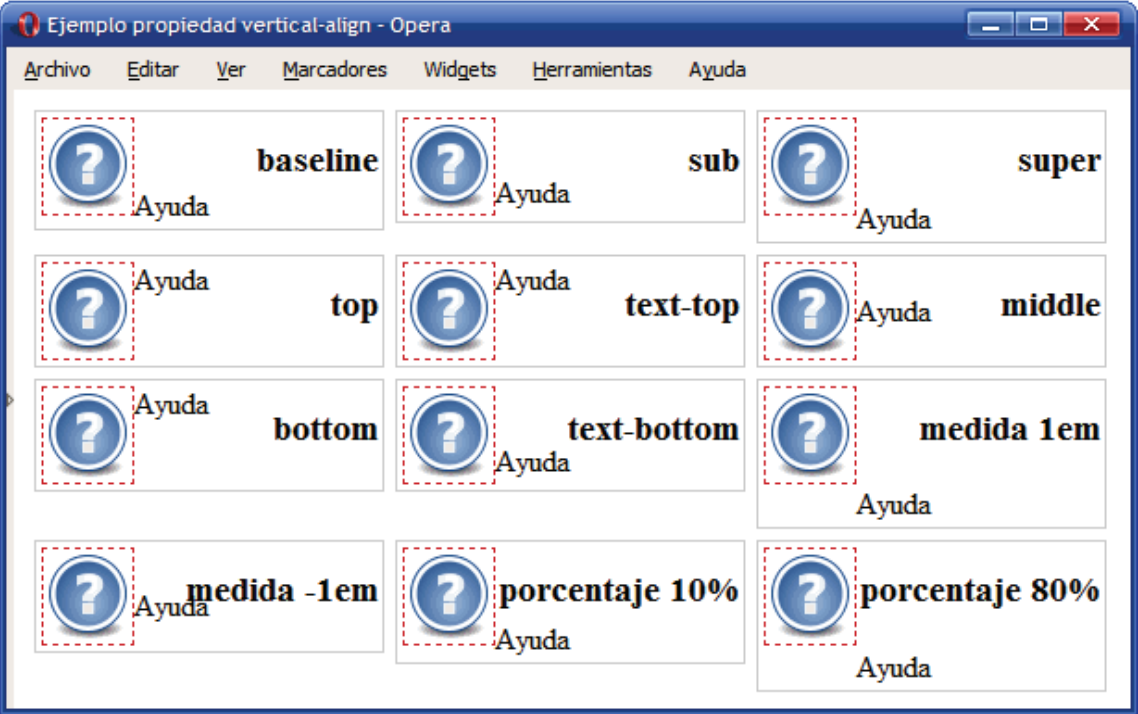 Ejemplo propiedad vertical-align - Opera
Archivo Editar Ver Marcadores Widgets Herramientas Ayuda
baseline
Ayuda
sub
Ayuda
super
Ayuda
Ayuda
top
Ayuda
text-top
middle
Ayuda
Ayuda
bottom
text-bottom
Ayuda
medida 1em
Ayuda
medida -1em
Ayuda
porcentaje 10%
Ayuda
porcentaje 80%
Ayuda